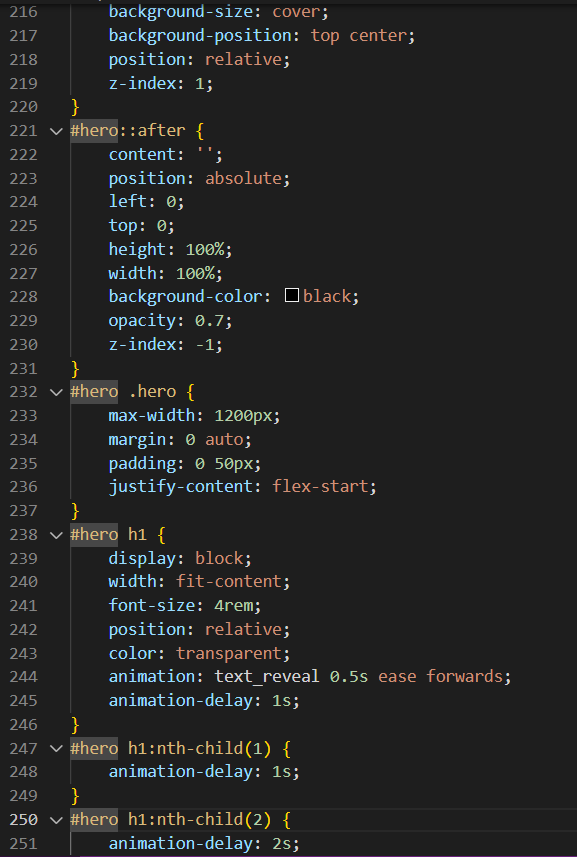 216 background-size: cover;
217 background-position: top center;
218 position: relative;
219 z-index: 1;
220 }
221 #hero::after {
222 content: '';
223 position: absolute;
224 left: 0;
225 top: 0;
226 height: 100%;
227 width: 100%;
228 background-color: black;
229 opacity: 0.7;
230 z-index: -1;
231 }
232 #hero .hero {
233 max-width: 1200px;
234 margin: 0 auto;
235 padding: 0 50px;
236 justify-content: flex-start;
237 }
238 #hero h1 {
239 display: block;
240 width: fit-content;
241 font-size: 4rem;
242 position: relative;
243 color: transparent;
244 animation: text_reveal 0.5s ease forwards;
245 animation-delay: 1s;
246 }
247 #hero h1:nth-child(1) {
248 animation-delay: 1s;
249 }
250 #hero h1:nth-child(2) {
251 animation-delay: 2s;